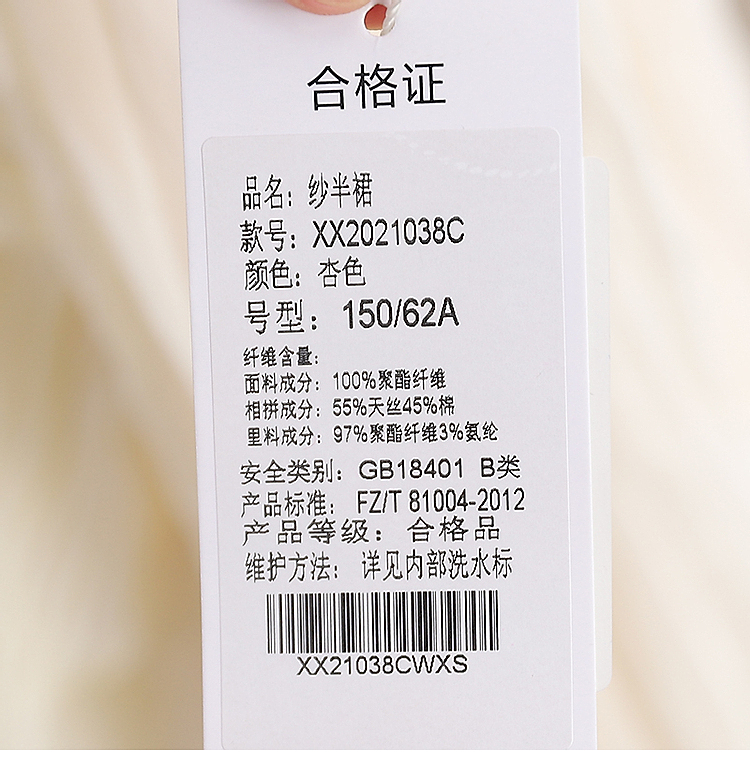 合格证
品名：纱半裙
款号：XX2021038C
颜色：杏色
号型：150/62A
纤维含量：
面料成分：100%聚酯纤维
相拼成分：55%天丝45%棉
里料成分：97%聚酯纤维3%氨纶
安全类别：GB18401 B类
产品标准：FZ/T 81004-2012
产品等级：合格品
维护方法：详见内部洗水标
XX21038CWXS